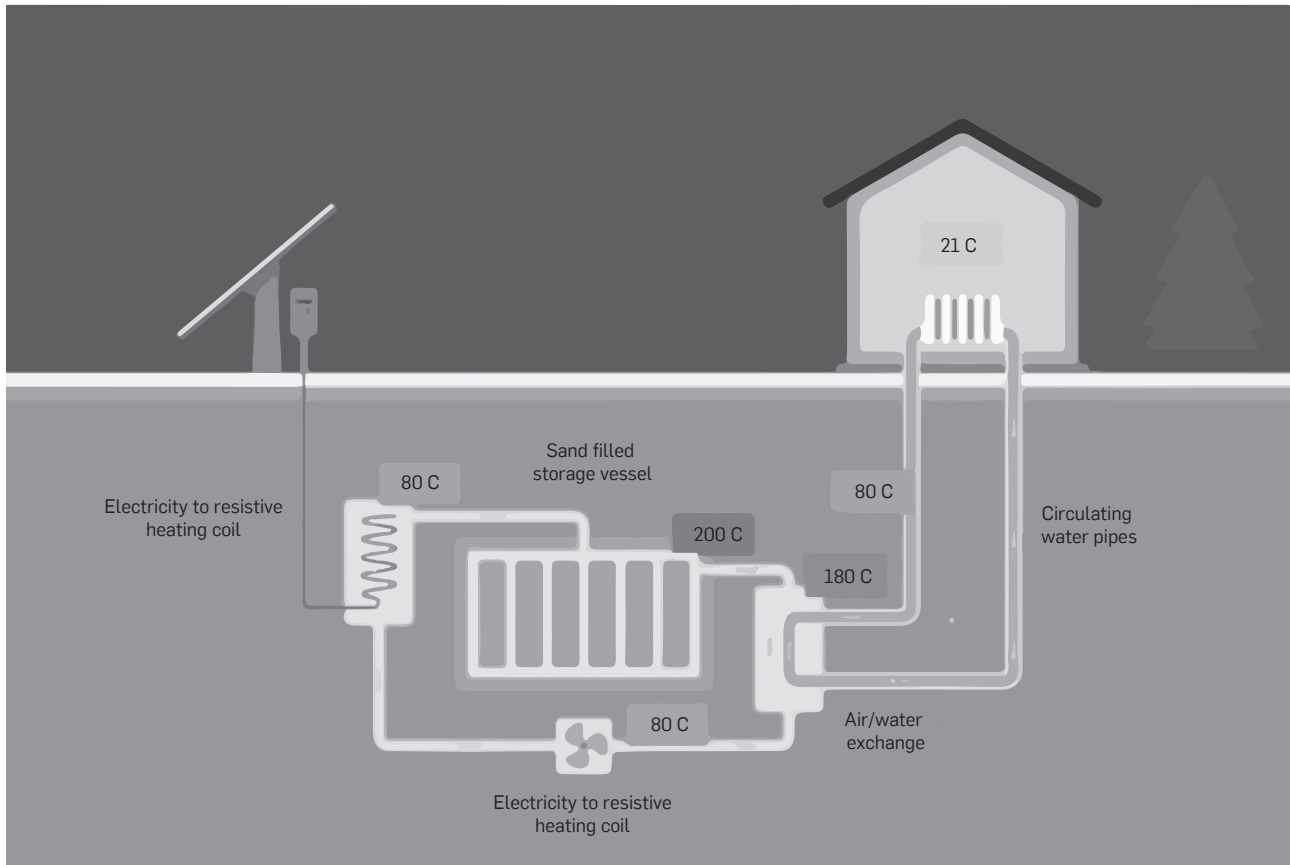 21 C
Sand filled
storage vessel
80 C
80 C
Electricity to resistive
heating coil
Circulating
water pipes
200 C
180 C
80 C
Air/water
exchange
Electricity to resistive
heating coil